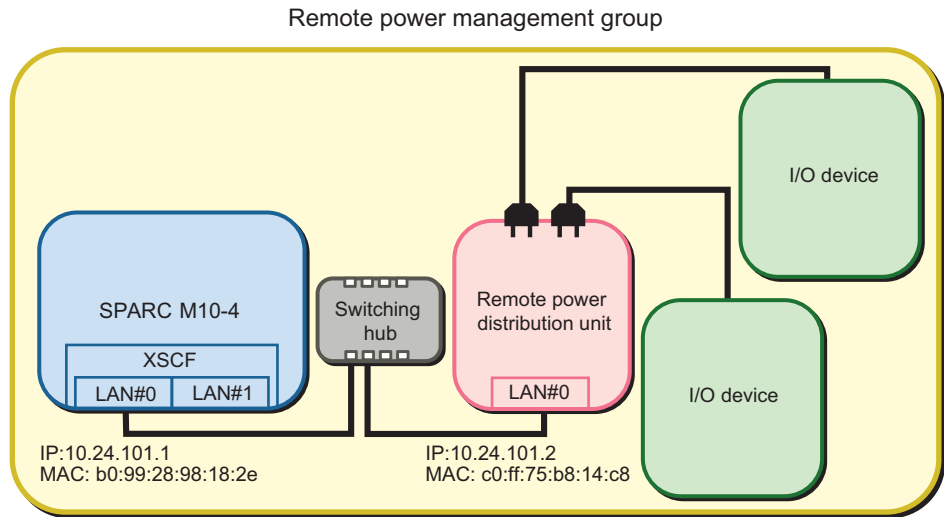 Remote power management group
I/O device
SPARC M10-4
Switching
hub
Remote power
distribution unit
I/O device
XSCF
LAN#0
LAN#1
LAN#0
IP:10.24.101.1
MAC: b0:99:28:98:18:2e
IP:10.24.101.2
MAC: c0:ff:75:b8:14:c8